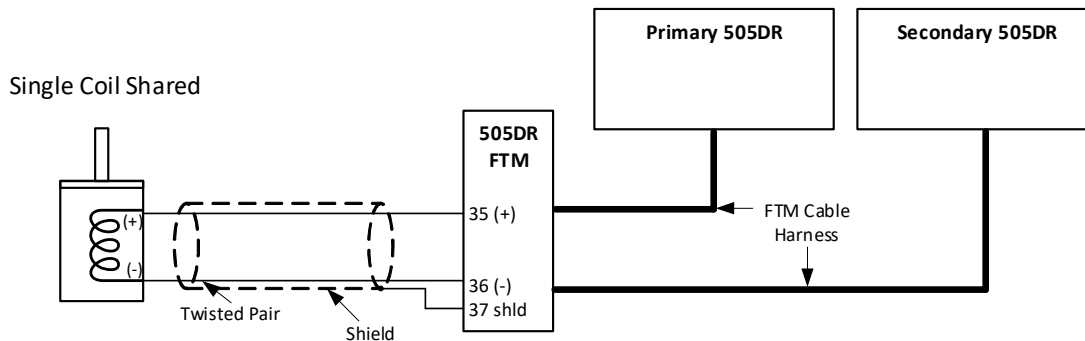 Primary 505DR
Secondary 505DR
Single Coil Shared
505DR
FTM
(+)
35 (+)
FTM Cable
Harness
(-)
36 (-)
37 shld
Twisted Pair
Shield